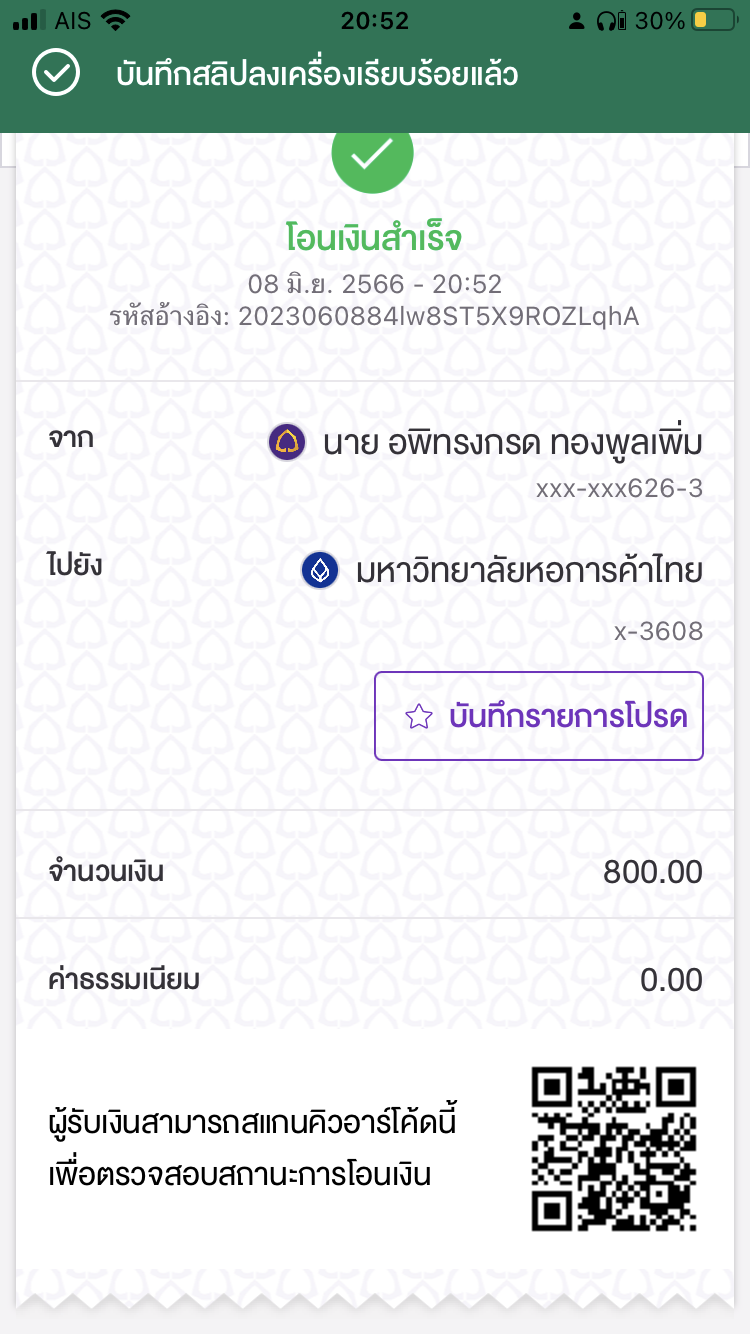 AIS 20:52 30%
บันทึกสลิปลงเครื่องเรียบร้อยแล้ว
โอนเงินสำเร็จ
08 มิ.ย. 2566 - 20:52
รหัสอ้างอิง: 2023060884lw8ST5X9ROZLqhA
จาก นาย อพิทรงกรด ทองพูลเพิ่ม
xxx-xxx626-3
ไปยัง มหาวิทยาลัยหอการค้าไทย
x-3608
บันทึกรายการโปรด
จำนวนเงิน 800.00
ค่าธรรมเนียม 0.00
ผู้รับเงินสามารถสแกนคิวอาร์โค้ดนี้
เพื่อตรวจสอบสถานะการโอนเงิน